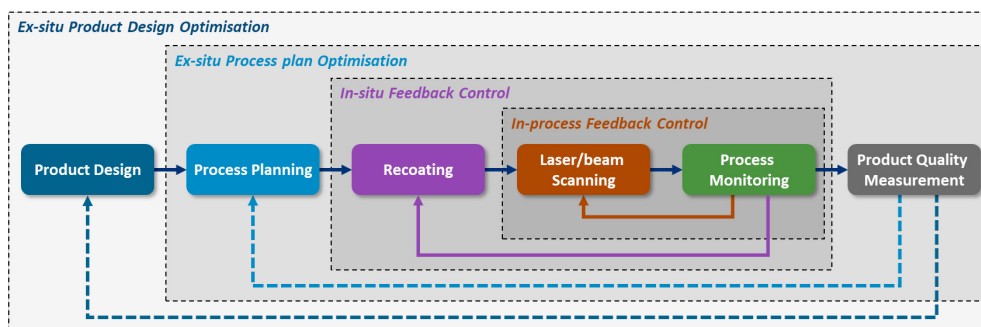 Ex-situ Product Design Optimisation
Ex-situ Process plan Optimisation
In-situ Feedback Control
In-process Feedback Control
Product Design
Process Planning
Recoating
Laser/beam
Scanning
Process
Monitoring
Product Quality
Measurement